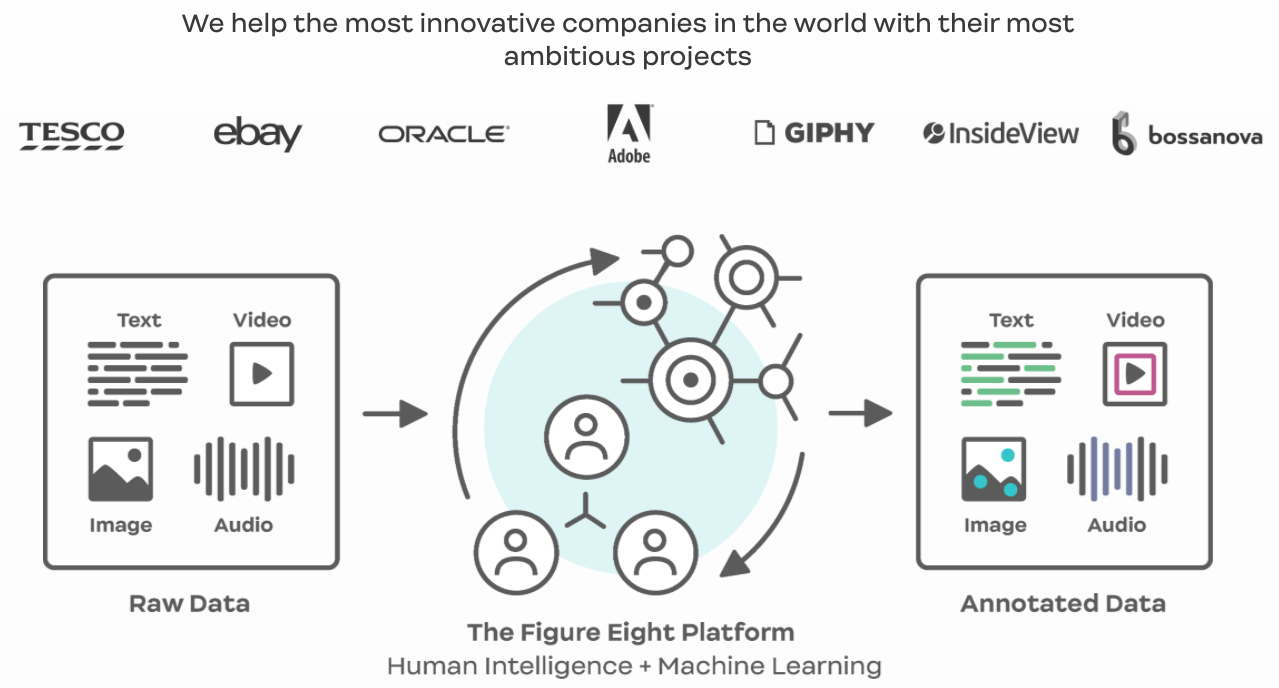 We help the most innovative companies in the world with their most
ambitious projects
TESCO
ebay
ORACLE®
Adobe
GIPHY
InsideView
bossanova
Text
Video
Image
Audio
Raw Data
The Figure Eight Platform
Human Intelligence + Machine Learning
Text
Video
Image
Audio
Annotated Data